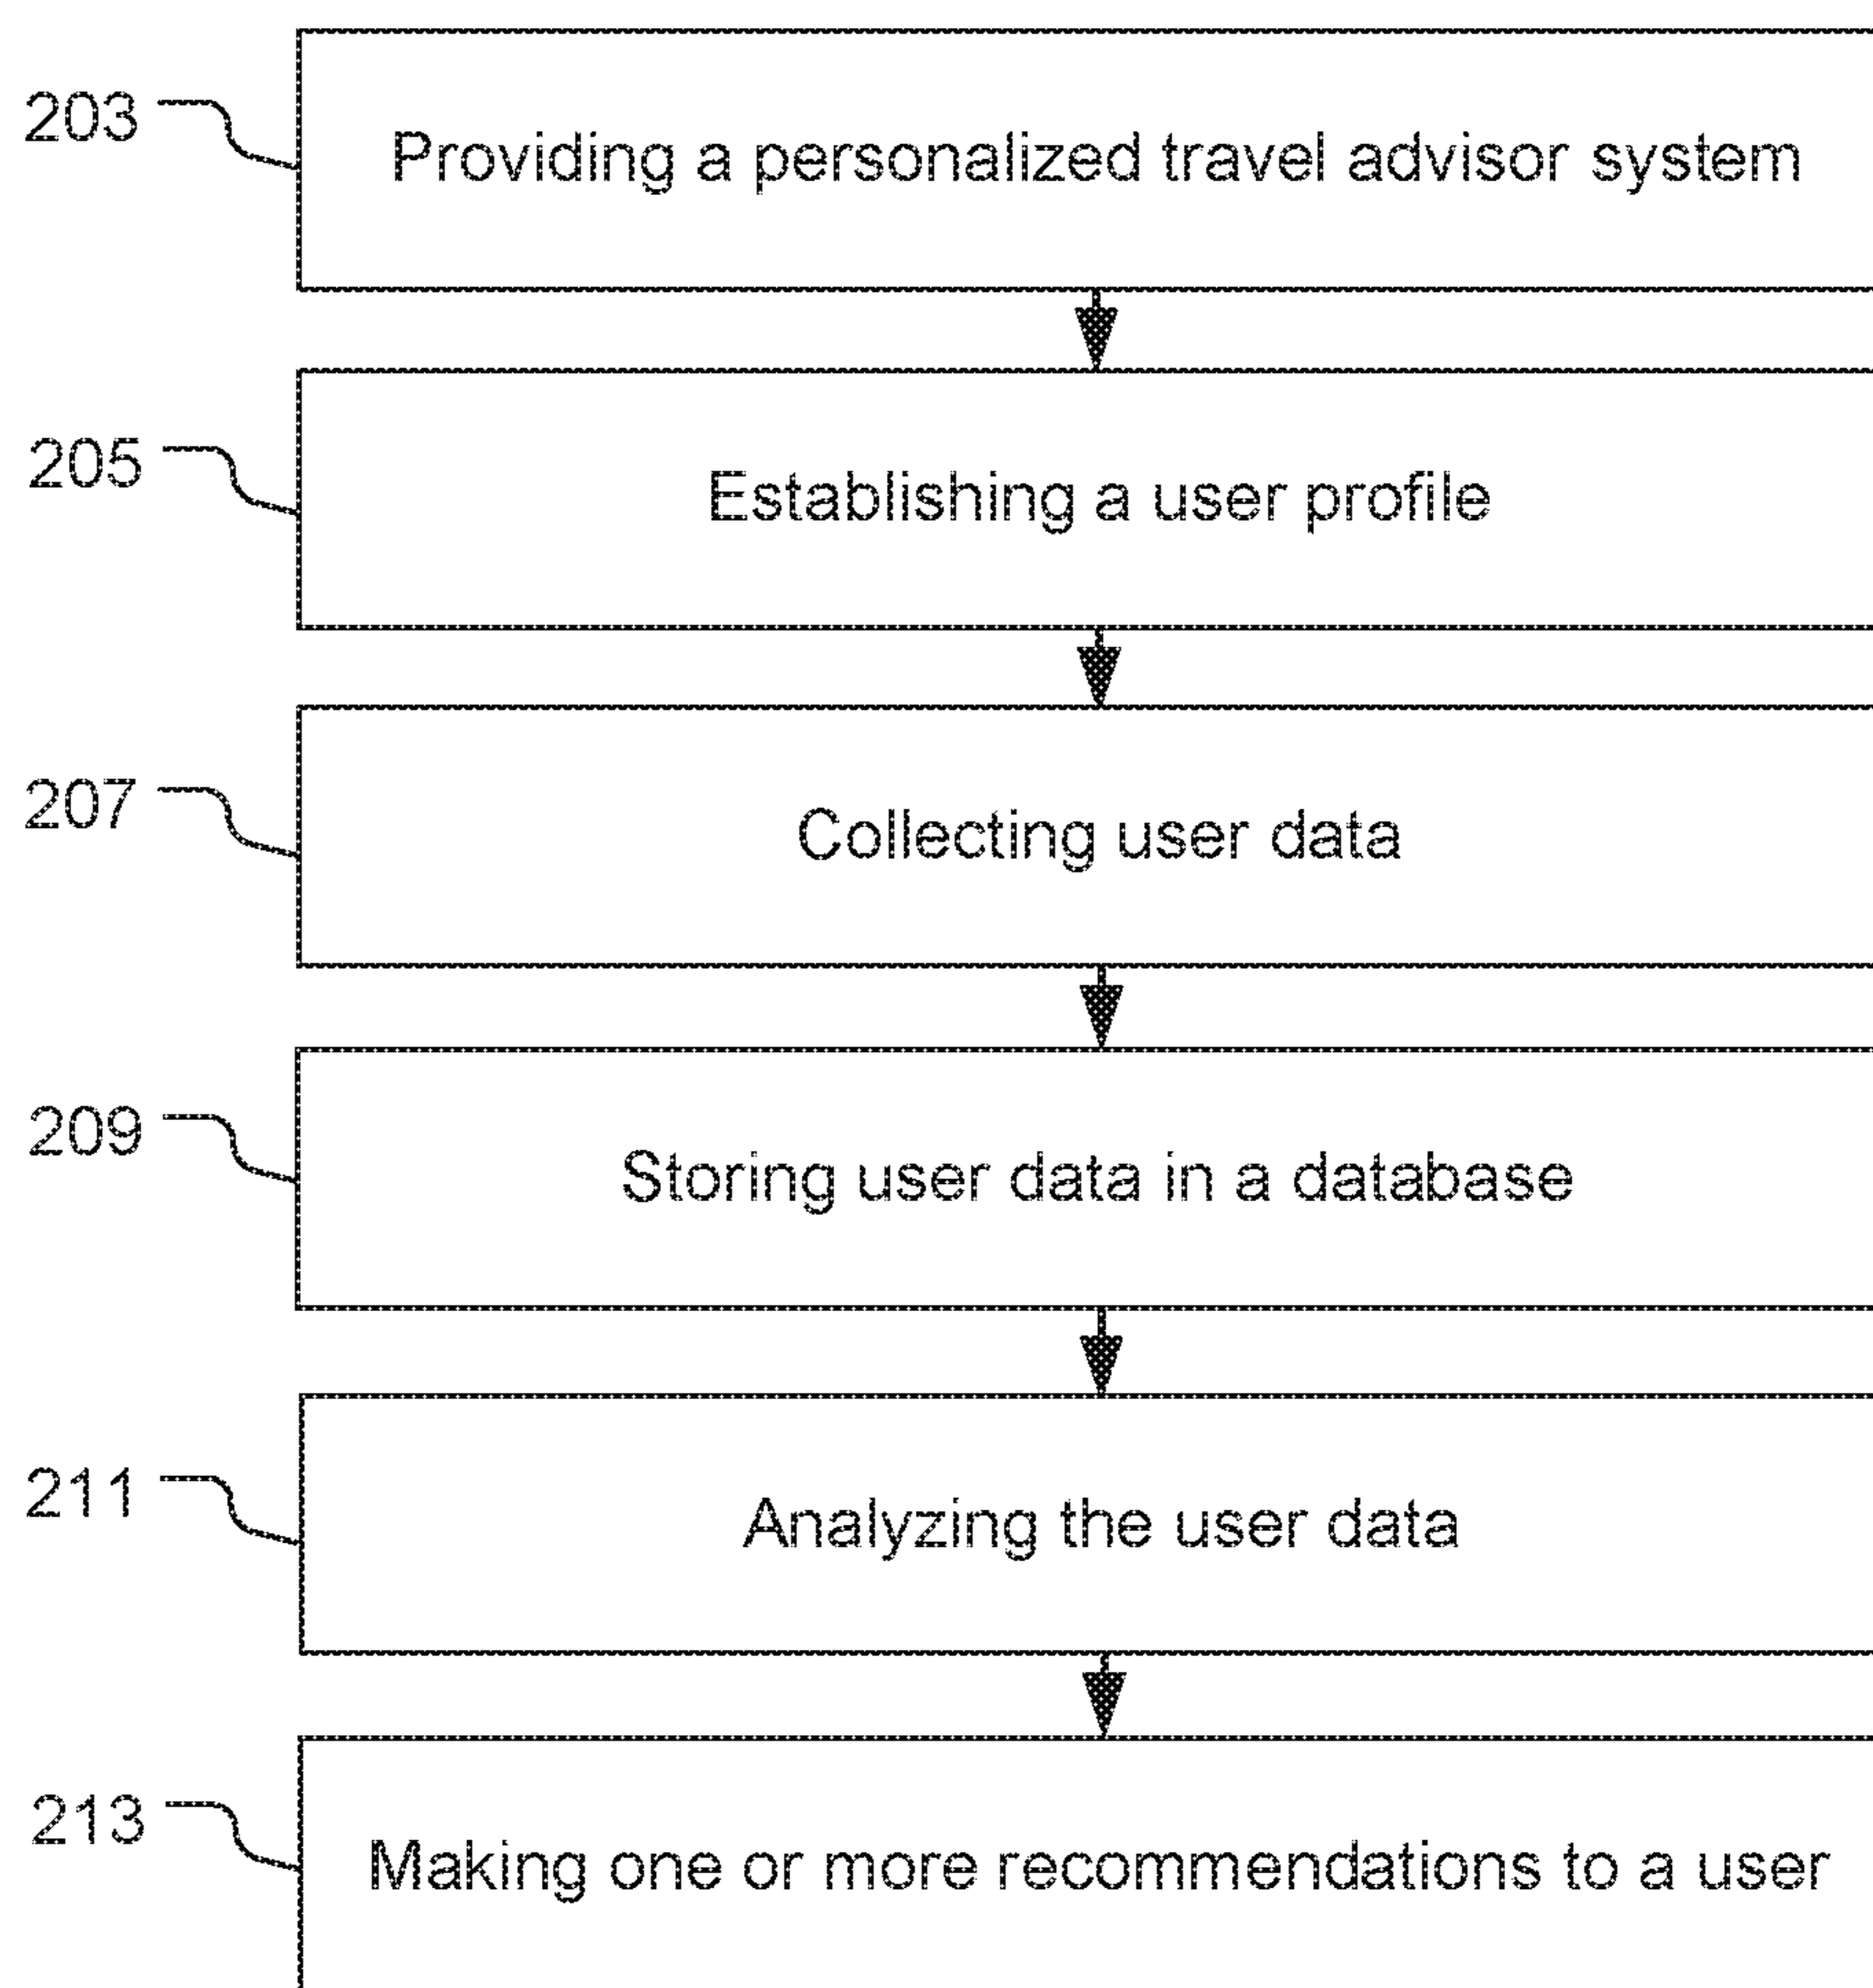 203
Providing a personalized travel advisor system
205
Establishing a user profile
207
Collecting user data
209
Storing user data in a database
211
Analyzing the user data
213
Making one or more recommendations to a user